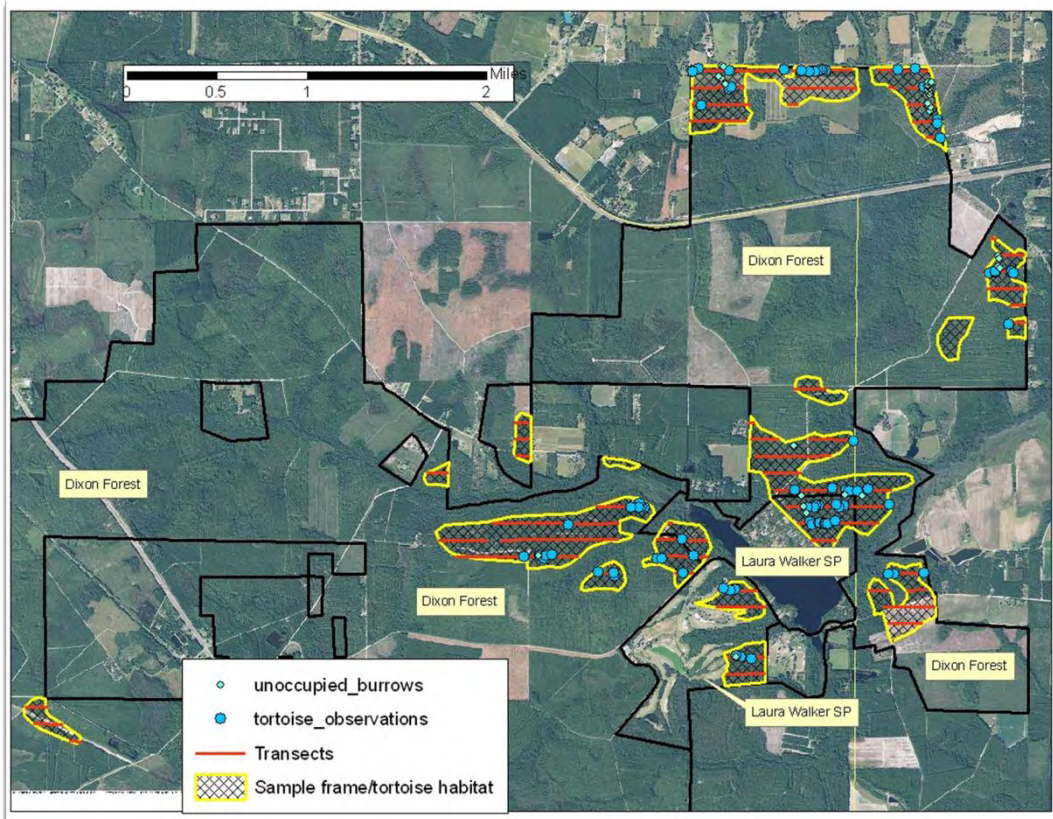 Miles
0 0.5 1 2
Dixon Forest
Dixon Forest
Laura Walker SP
Dixon Forest
Dixon Forest
Laura Walker SP
unoccupied_burrows
tortoise_observations
Transects
Sample frame/tortoise habitat